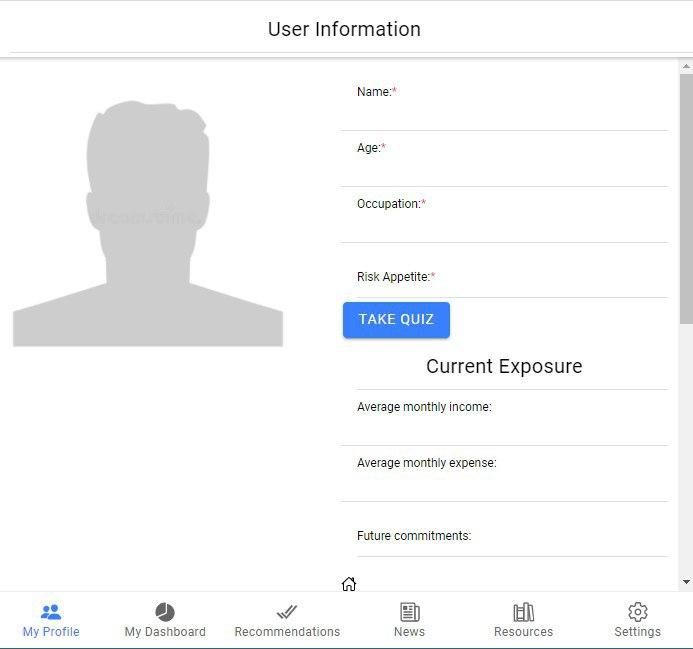 User Information
Name:*
Age:*
Occupation:*
Risk Appetite:*
TAKE QUIZ
Current Exposure
Average monthly income:
Average monthly expense:
Future commitments:
My Profile
My Dashboard
Recommendations
News
Resources
Settings